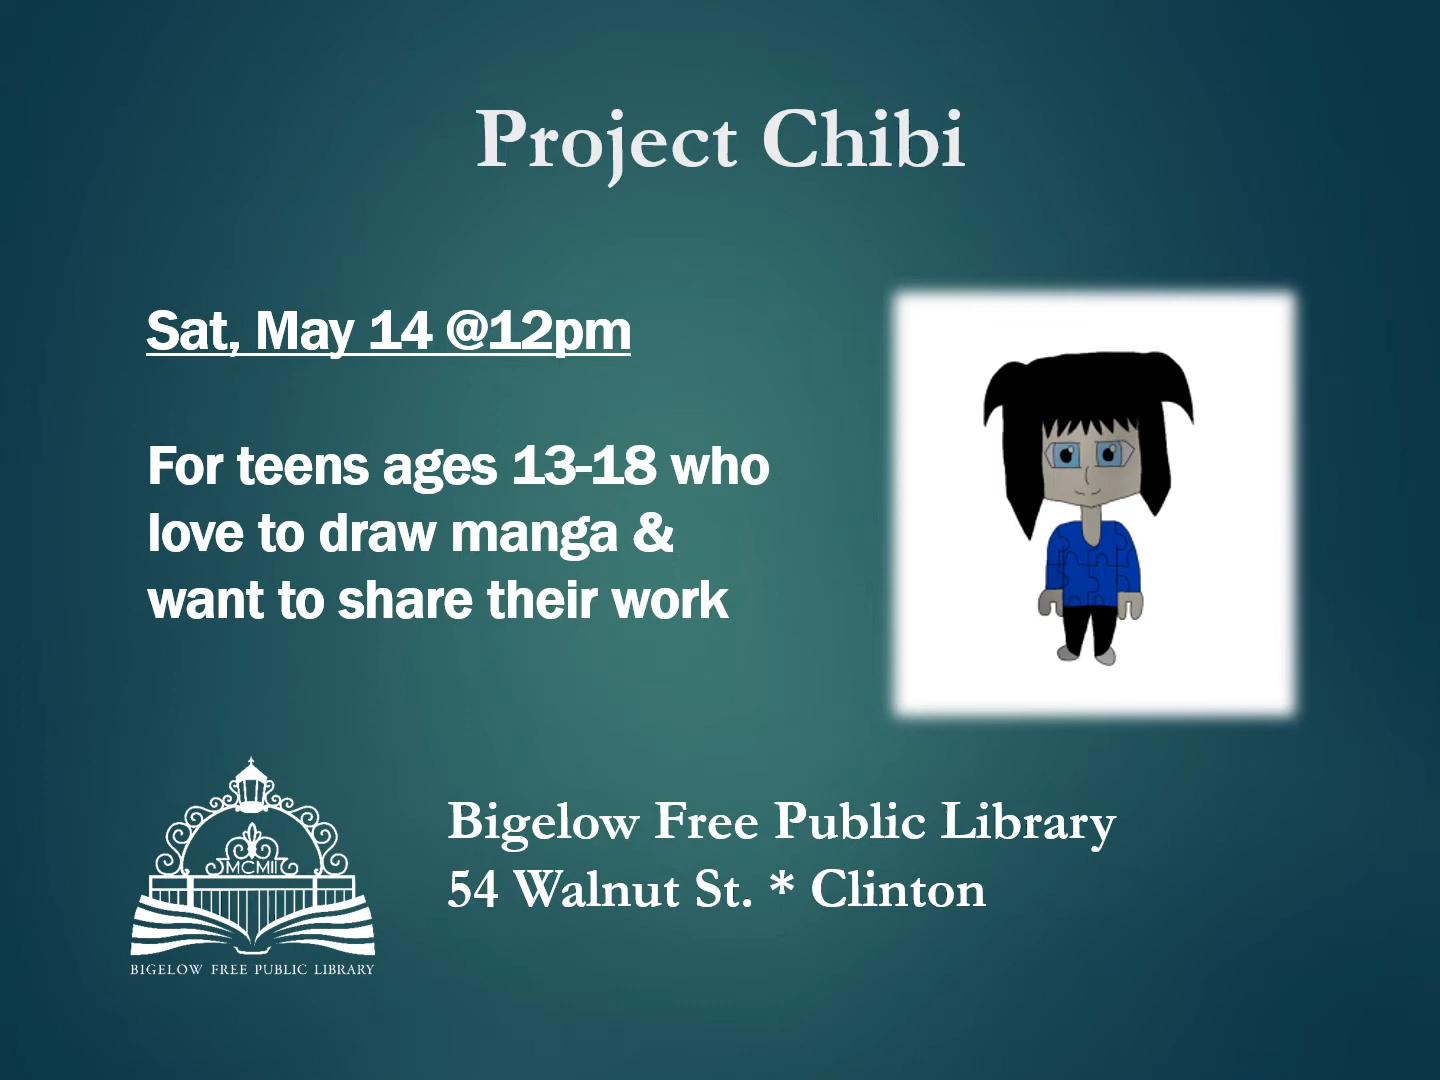 Project Chibi
Sat, May 14 @12pm
For teens ages 13-18 who
love to draw manga &
want to share their work
MCMII
BIGELOW FREE PUBLIC LIBRARY
Bigelow Free Public Library
54 Walnut St. * Clinton